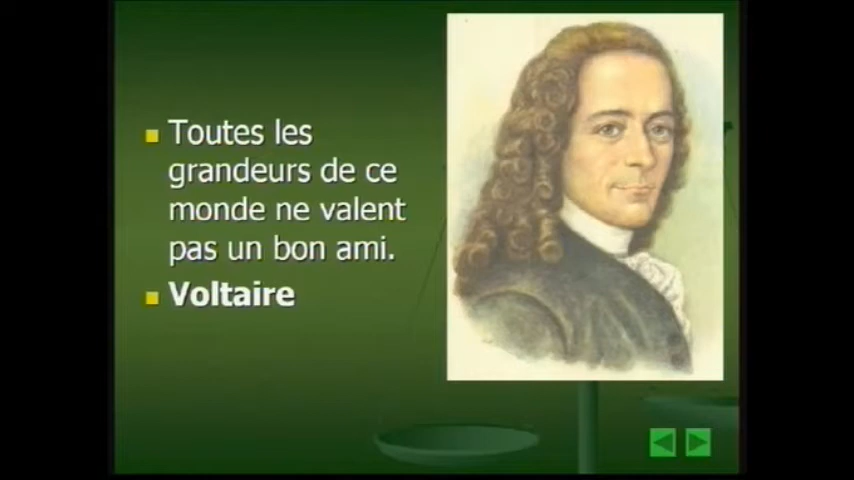 Toutes les
grandeurs de ce
monde ne valent
pas un bon ami.
Voltaire